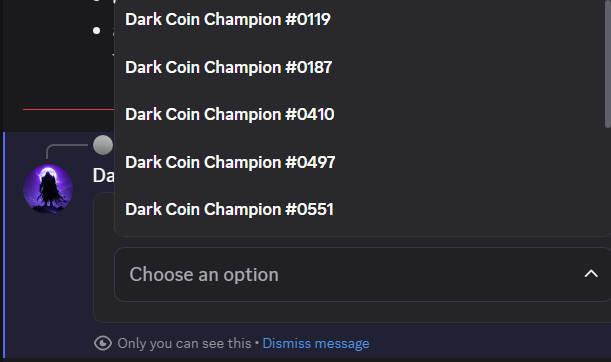 Dark Coin Champion #0119
Dark Coin Champion #0187
Dark Coin Champion #0410
Dark Coin Champion #0497
Dark Coin Champion #0551
Da
Choose an option
Only you can see this • Dismiss message